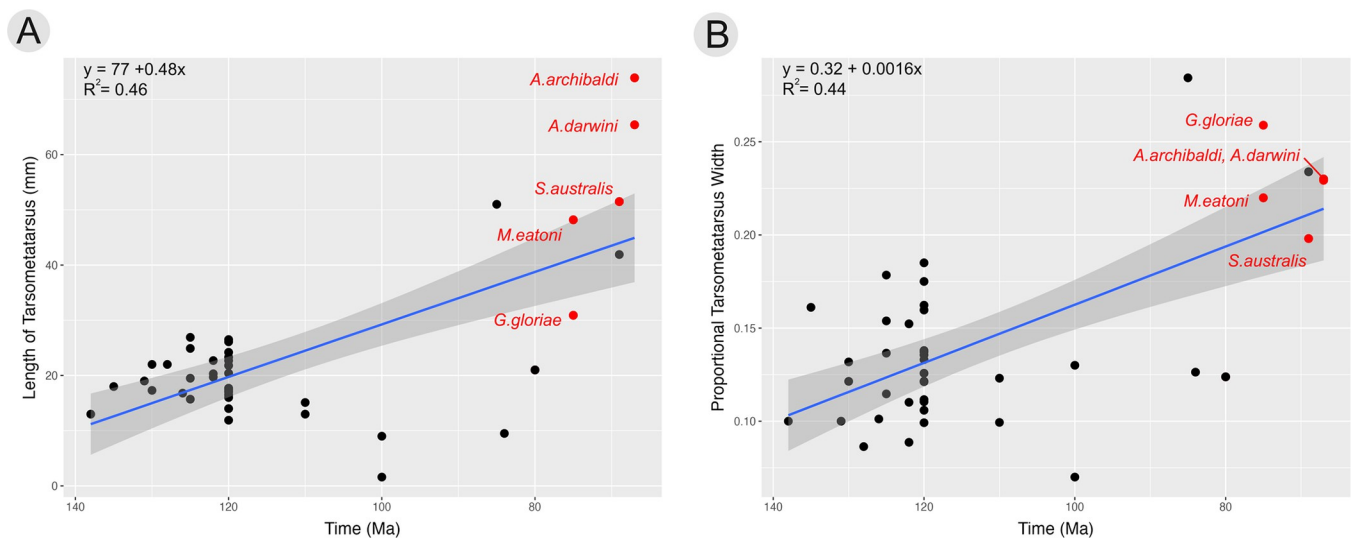 A
y = 77 +0.48x
R²= 0.46
A.archibaldi
A.darwini
S.australis
M.eatoni
G.gloriae
60
40
20
0
140
120
100
80
Length of Tarsometatarsus (mm)
Time (Ma)
B
y = 0.32 + 0.0016x
R²= 0.44
G.gloriae
A.archibaldi, A.darwini
M.eatoni
S.australis
0.25
0.20
0.15
0.10
140
120
100
80
Proportional Tarsometatarsus Width
Time (Ma)